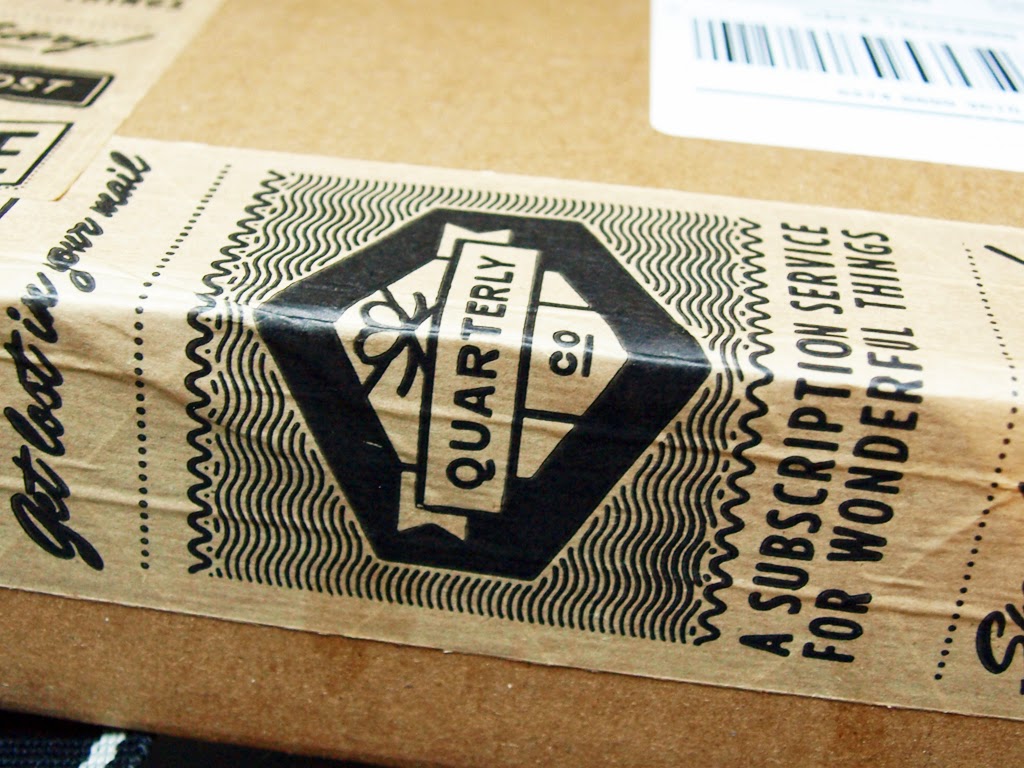 Get lost in your mail
QUARTERLY
CO
A SUBSCRIPTION SERVICE
FOR WONDERFUL THINGS